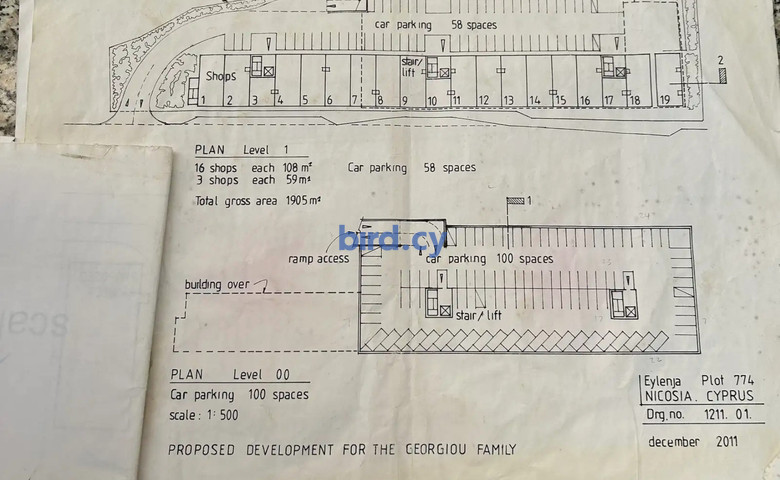 car parking 58 spaces
Shops
stair/
lift
2
1 2 3 4 5 6 7 8 9 10 11 12 13 14 15 16 17 18 19
PLAN Level 1
16 shops each 108 m²
Car parking 58 spaces
3 shops each 59 m²
Total gross area 1905 m²
1
bird.cy
ramp access
car parking 100 spaces
building over
stair/lift
PLAN Level 00
Car parking 100 spaces
scale: 1:500
Eylenja Plot 774
NICOSIA. CYPRUS
Drg.no. 1211. 01.
december 2011
PROPOSED DEVELOPMENT FOR THE GEORGIOU FAMILY